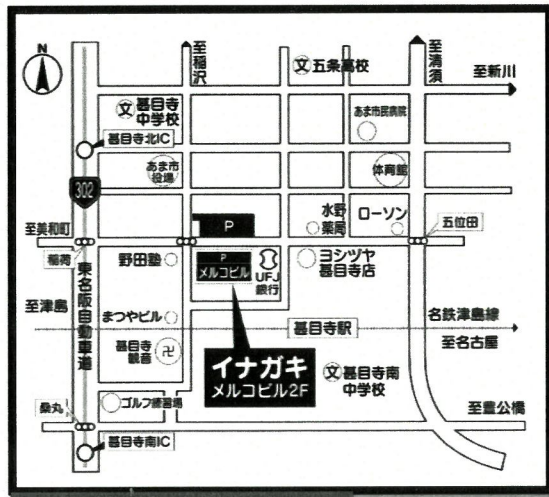 N
至稲沢
文 五条高校
至清須
至新川
文 甚目寺
中学校
あま市民病院
甚目寺北IC
あま市
役場
体育館
302
P
水野
薬局
ローソン
五位田
至美和町
稲荷
野田塾
P
メルコビル
UFJ
銀行
ヨシヅヤ
甚目寺店
至津島
東名阪自動車道
まつやビル
甚目寺駅
名鉄津島線
至名古屋
甚目寺
観音
卍
イナガキ
メルコビル2F
文 甚目寺南
中学校
桑丸
ゴルフ練習場
至豊公橋
甚目寺南IC